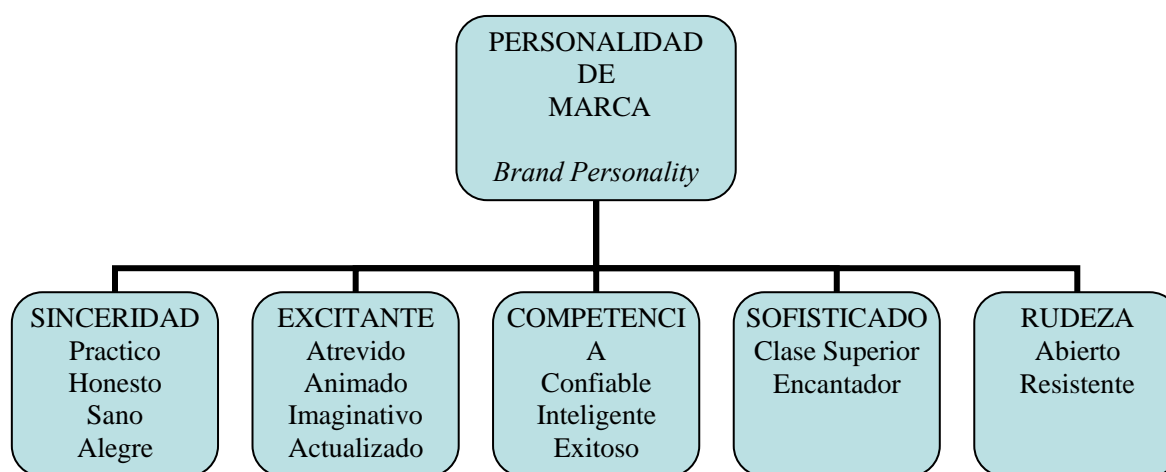 PERSONALIDAD
DE
MARCA
Brand Personality
SINCERIDAD
Practico
Honesto
Sano
Alegre
EXCITANTE
Atrevido
Animado
Imaginativo
Actualizado
COMPETENCI
A
Confiable
Inteligente
Exitoso
SOFISTICADO
Clase Superior
Encantador
RUDEZA
Abierto
Resistente